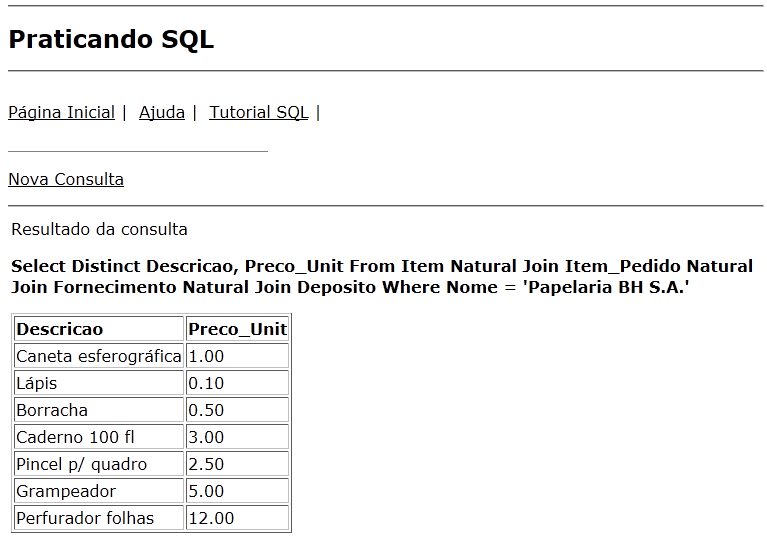 Praticando SQL
Página Inicial | Ajuda | Tutorial SQL |
Nova Consulta
Resultado da consulta
Select Distinct Descricao, Preco_Unit From Item Natural Join Item_Pedido Natural
Join Fornecimento Natural Join Deposito Where Nome = 'Papelaria BH S.A.'
Descricao Preco_Unit
Caneta esferográfica 1.00
Lápis 0.10
Borracha 0.50
Caderno 100 fl 3.00
Pincel p/ quadro 2.50
Grampeador 5.00
Perfurador folhas 12.00